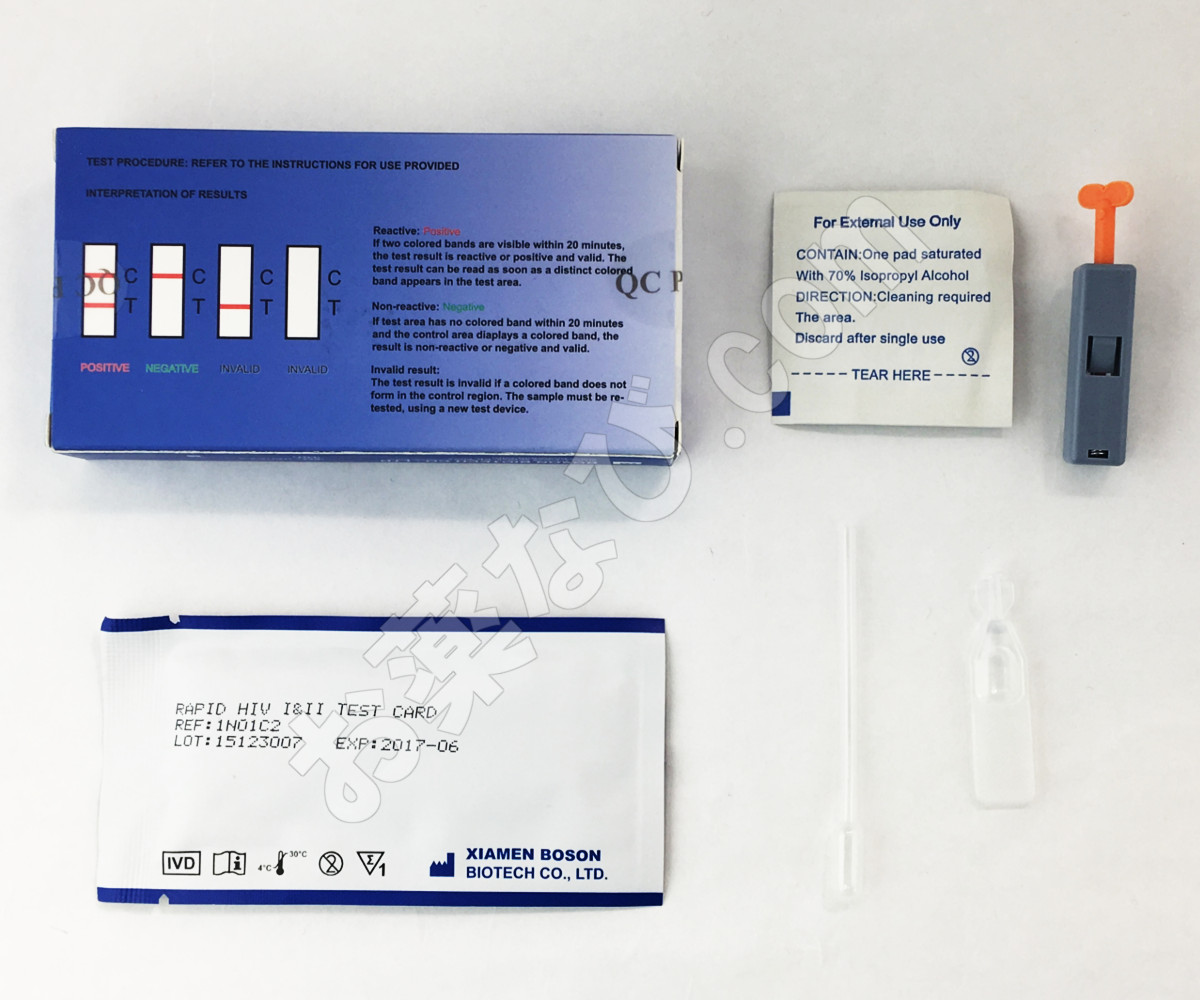 TEST PROCEDURE: REFER TO THE INSTRUCTIONS FOR USE PROVIDED
INTERPRETATION OF RESULTS
C C C C
T T T T
POSITIVE NEGATIVE INVALID INVALID
Reactive: Positive
If two colored bands are visible within 20 minutes,
the test result is reactive or positive and valid. The
test result can be read as soon as a distinct colored
band appears in the test area.
Non-reactive: Negative
If test area has no colored band within 20 minutes
and the control area displays a colored band, the
result is non-reactive or negative and valid.
Invalid result:
The test result is invalid if a colored band does not
form in the control region. The sample must be re-
tested, using a new test device.
QC P
For External Use Only
CONTAIN:One pad saturated
With 70% Isopropyl Alcohol
DIRECTION:Cleaning required
The area.
Discard after single use
2
TEAR HERE
RAPID HIV I&II TEST CARD
REF:1N01C2
LOT:15123007 EXP:2017-06
IVD
i
4°C 30°C
2
Σ 1
XIAMEN BOSON
BIOTECH CO., LTD.
お薬なび.com